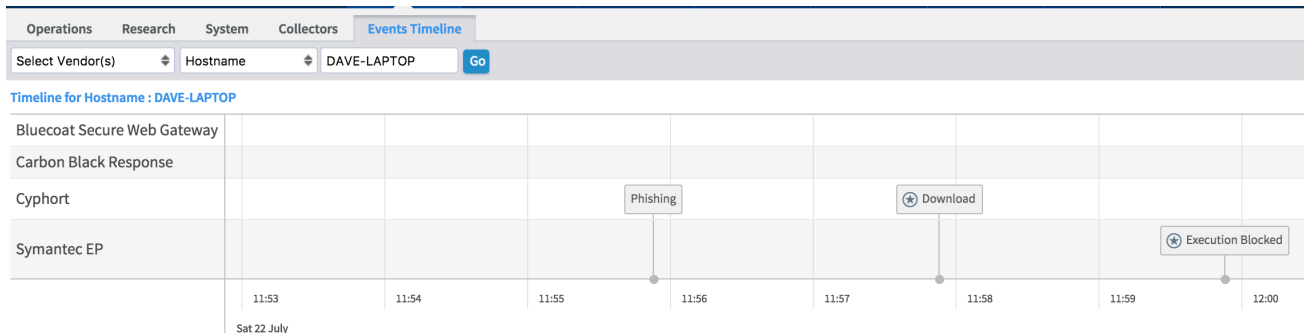 Operations Research System Collectors Events Timeline
Select Vendor(s) Hostname DAVE-LAPTOP Go
Timeline for Hostname : DAVE-LAPTOP
Bluecoat Secure Web Gateway
Carbon Black Response
Cyphort Phishing Download
Symantec EP Execution Blocked
11:53 11:54 11:55 11:56 11:57 11:58 11:59 12:00
Sat 22 July